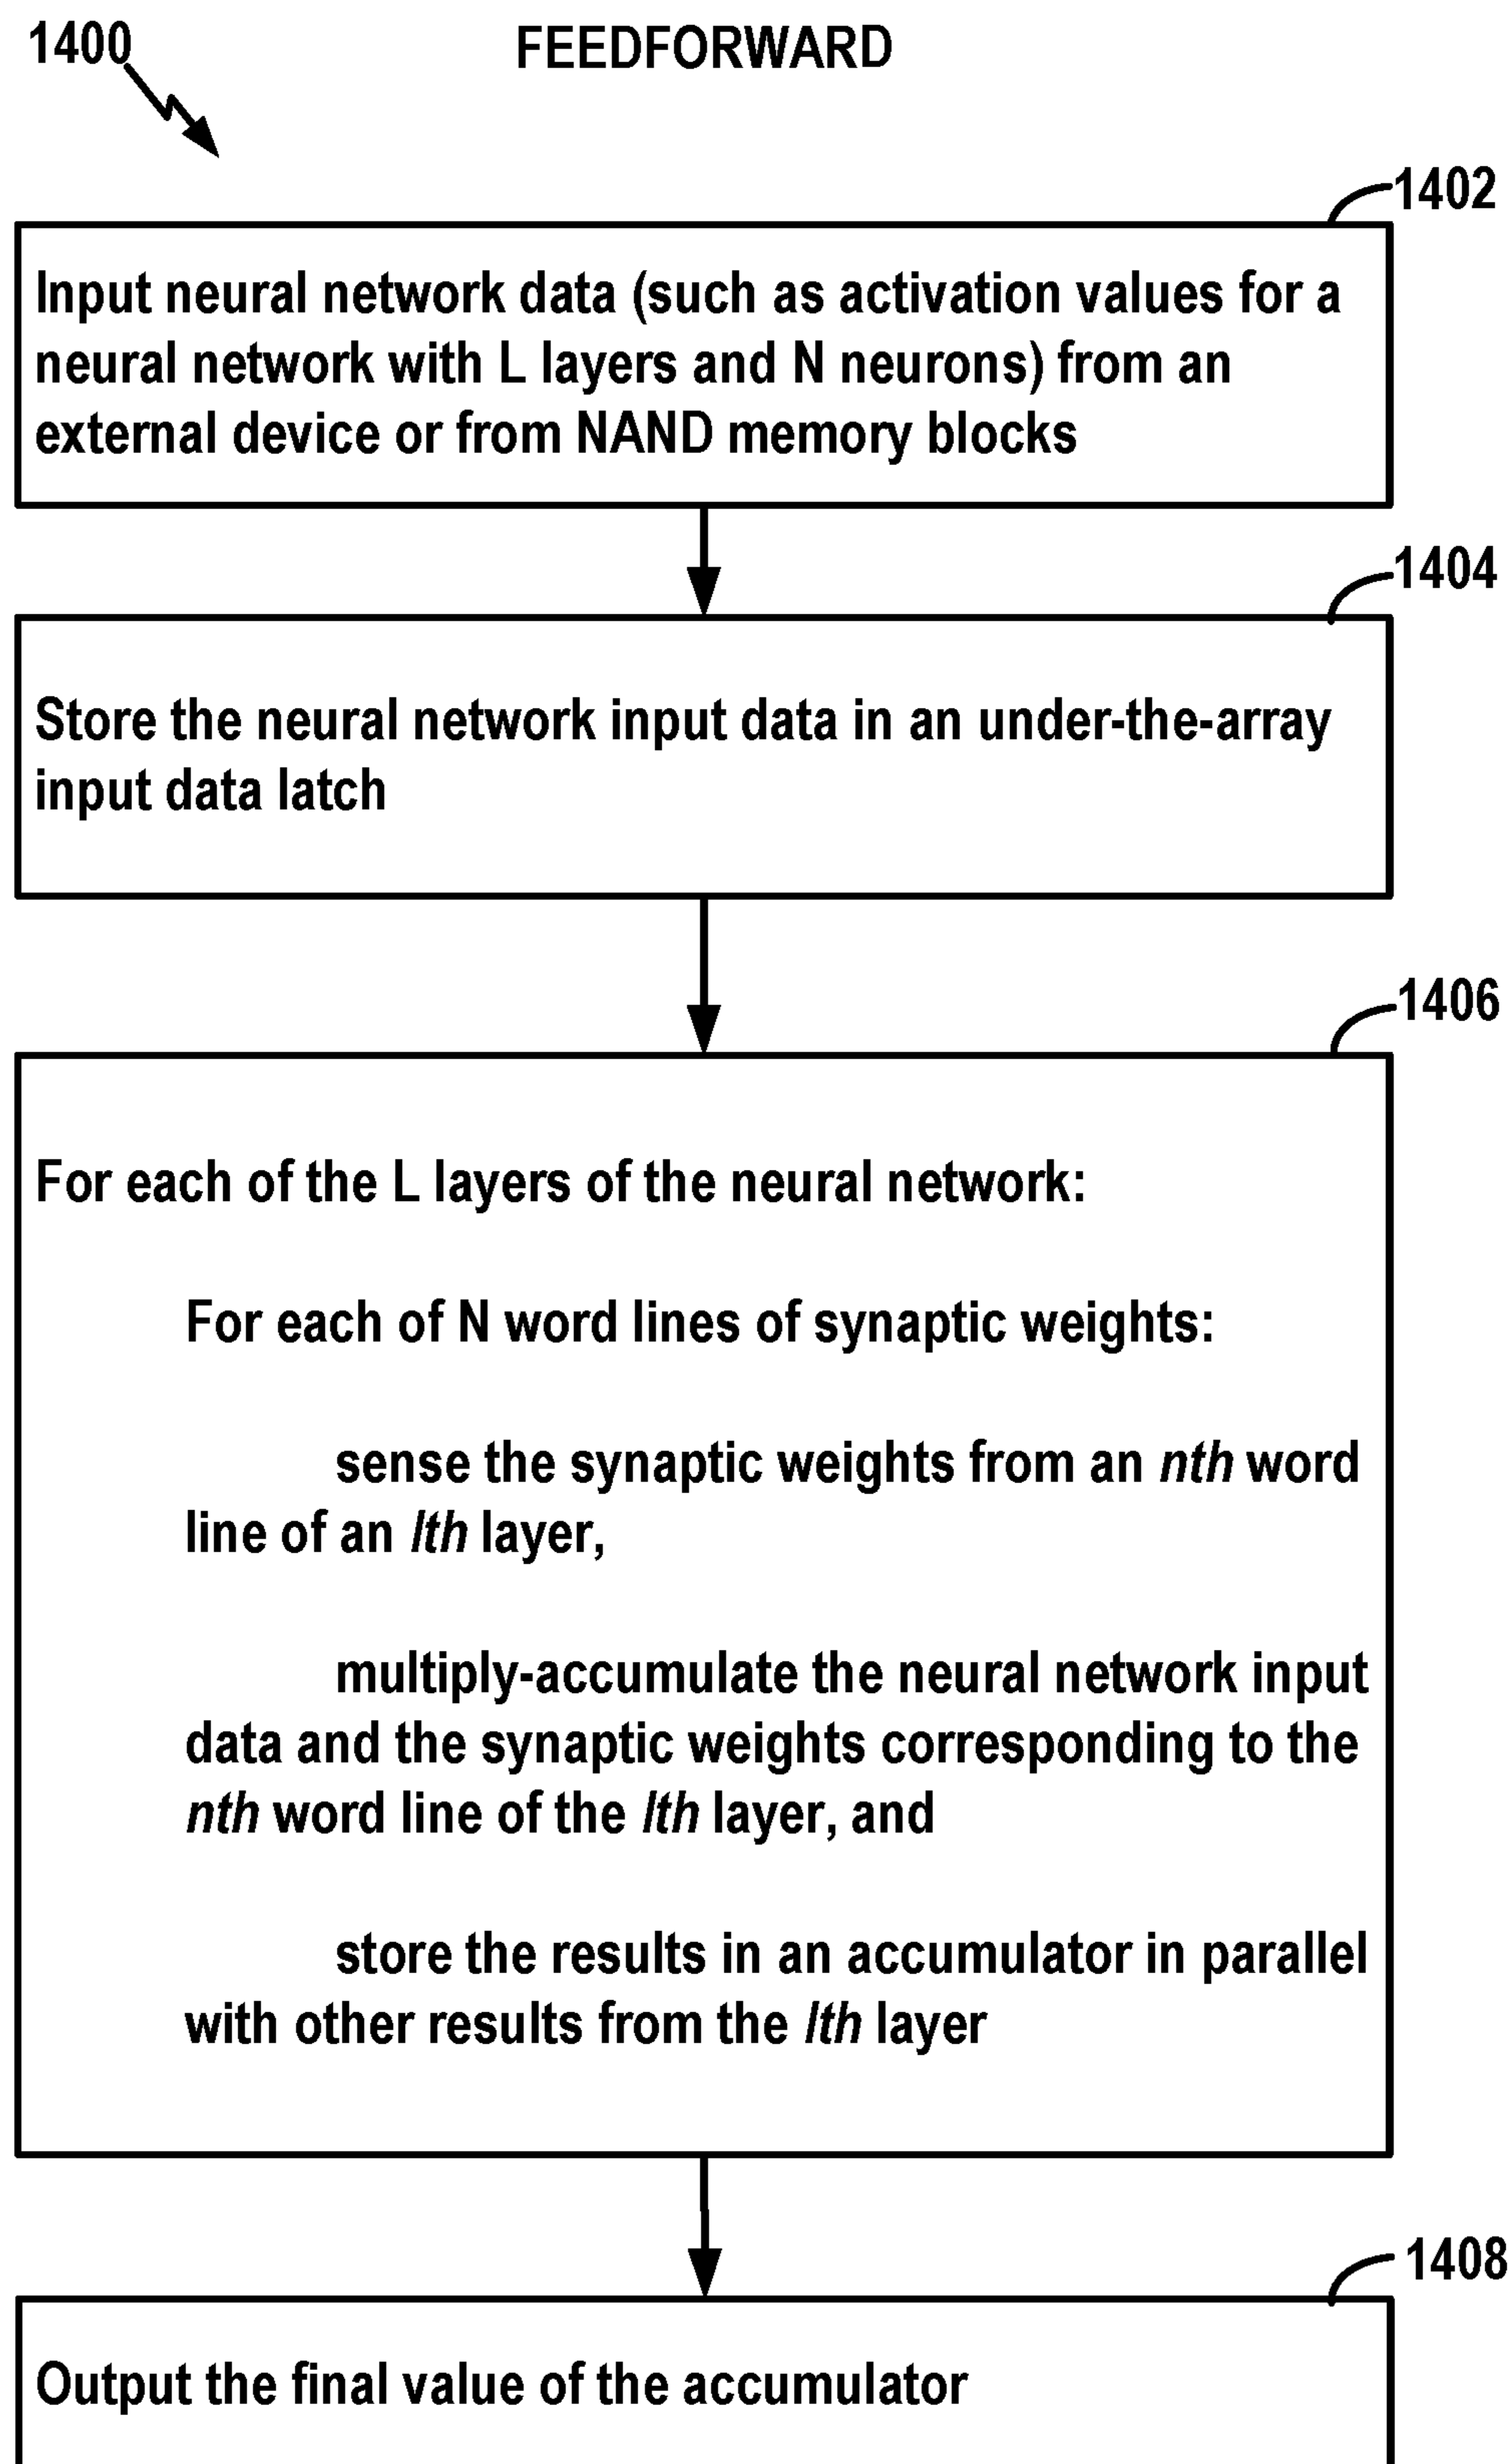 1400
FEEDFORWARD
1402
Input neural network data (such as activation values for a
neural network with L layers and N neurons) from an
external device or from NAND memory blocks
1404
Store the neural network input data in an under-the-array
input data latch
1406
For each of the L layers of the neural network:
For each of N word lines of synaptic weights:
sense the synaptic weights from an nth word
line of an lth layer,
multiply-accumulate the neural network input
data and the synaptic weights corresponding to the
nth word line of the lth layer, and
store the results in an accumulator in parallel
with other results from the lth layer
1408
Output the final value of the accumulator